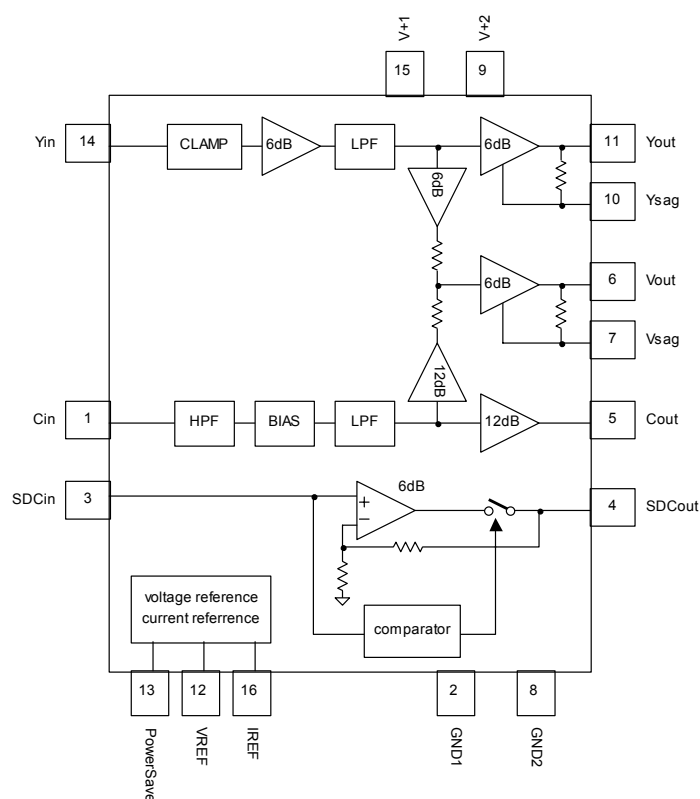 V+1
V+2
15
9
Yin
14
CLAMP
6dB
LPF
6dB
11
Yout
6dB
10
Ysag
6dB
6
Vout
7
Vsag
12dB
Cin
1
HPF
BIAS
LPF
12dB
5
Cout
SDCin
3
6dB
+
−
4
SDCout
voltage reference
current referrence
comparator
13
12
16
2
8
PowerSave
VREF
IREF
GND1
GND2